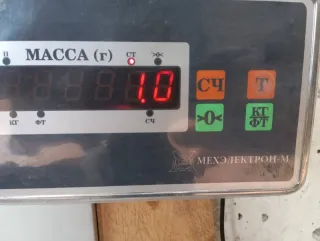 П МАССА (г) СТ >о<
1.0
КГ ФТ СЧ
СЧ Т
>0< КГ
ФТ
МЕХЭЛЕКТРОН-М